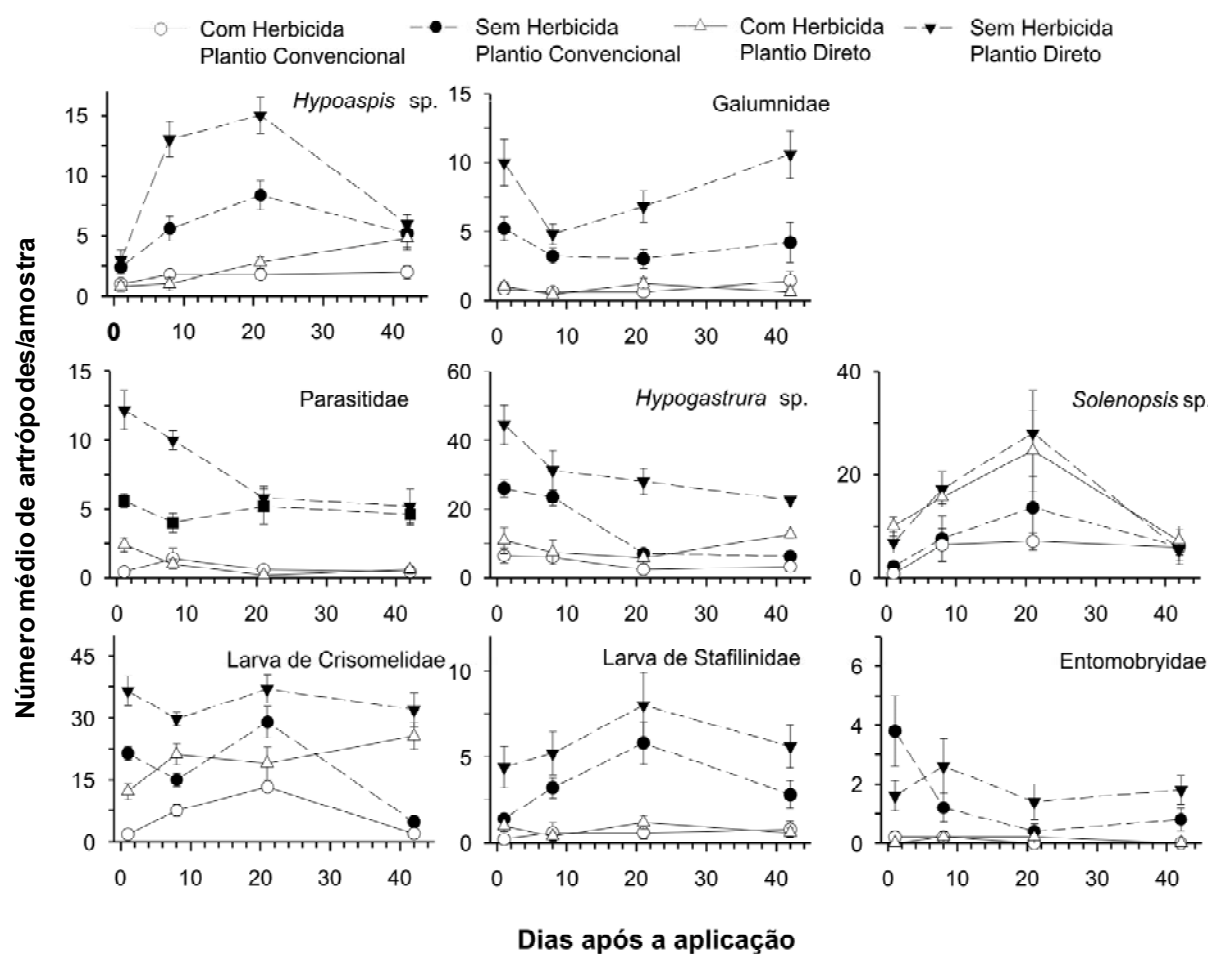 Com Herbicida
Plantio Convencional
Sem Herbicida
Plantio Convencional
Com Herbicida
Plantio Direto
Sem Herbicida
Plantio Direto
Número médio de artrópodes/amostra
Hypoaspis sp.
15
10
5
0
0 10 20 30 40
Galumnidae
15
10
5
0
0 10 20 30 40
Parasitidae
15
10
5
0
0 10 20 30 40
Hypogastrura sp.
60
40
20
0
0 10 20 30 40
Solenopsis sp.
40
20
0
0 10 20 30 40
Larva de Crisomelidae
45
30
15
0
0 10 20 30 40
Larva de Stafilinidae
10
5
0
0 10 20 30 40
Entomobryidae
6
4
2
0
0 10 20 30 40
Dias após a aplicação